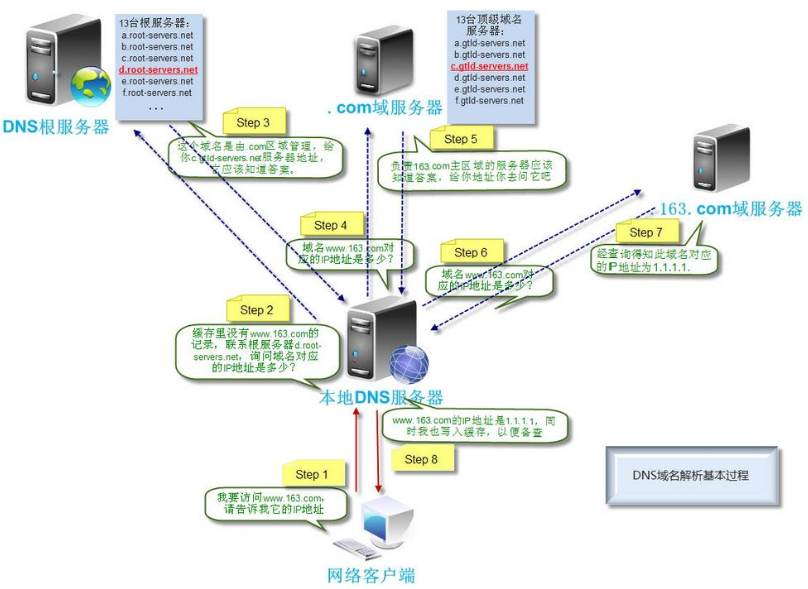 13台根服务器：
a.root-servers.net
b.root-servers.net
c.root-servers.net
d.root-servers.net
e.root-servers.net
f.root-servers.net
...
DNS根服务器
13台顶级域名
服务器：
a.gtld-servers.net
b.gtld-servers.net
c.gtld-servers.net
d.gtld-servers.net
e.gtld-servers.net
f.gtld-servers.net
.com域服务器
Step 3
这个域名是由.com区域管理，给
你c.gtld-servers.net服务器地址，
它应该知道答案。
Step 5
负责163.com主区域的服务器应该
知道答案，给你地址你去问它吧
.163.com域服务器
Step 4
域名www.163.com对
应的IP地址是多少？
Step 6
域名www.163.com对
应的IP地址是多少？
Step 7
经查询得知此域名对应
的IP地址为1.1.1.1.
Step 2
缓存里没有www.163.com的
记录，联系根服务器d.root-
servers.net，询问域名对应
的IP地址是多少？
本地DNS服务器
www.163.com的IP地址是1.1.1.1，同
时我也写入缓存，以便备查
Step 8
Step 1
我要访问www.163.com，
请告诉我它的IP地址
网络客户端
DNS域名解析基本过程